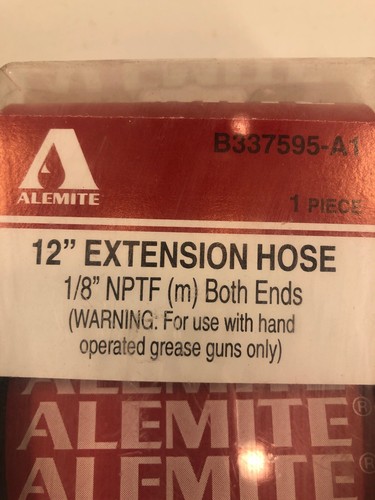 B337595-A1
ALEMITE
1 PIECE
12" EXTENSION HOSE
1/8" NPTF (m) Both Ends
(WARNING: For use with hand
operated grease guns only)
ALEMITE
ALEMITE®
ALEMITE®